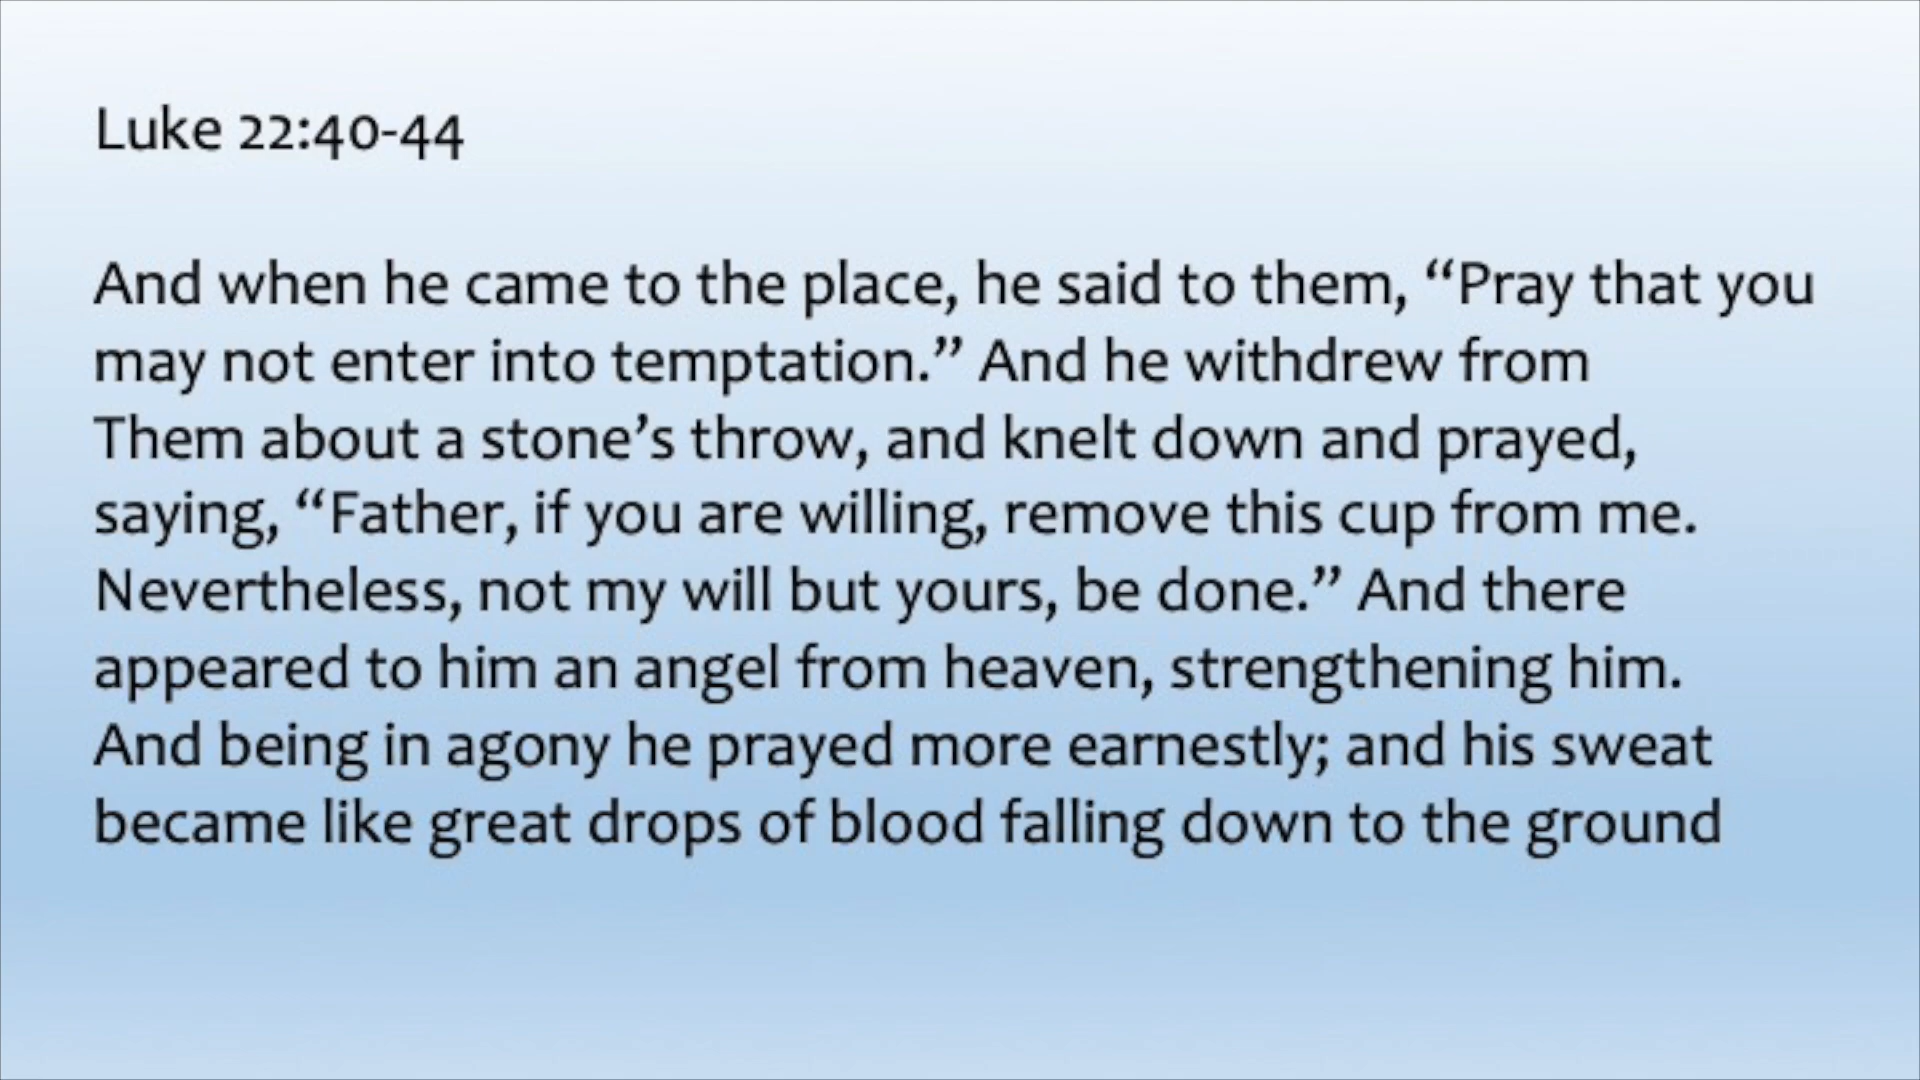 Luke 22:40-44
And when he came to the place, he said to them, “Pray that you
may not enter into temptation.” And he withdrew from
Them about a stone’s throw, and knelt down and prayed,
saying, “Father, if you are willing, remove this cup from me.
Nevertheless, not my will but yours, be done.” And there
appeared to him an angel from heaven, strengthening him.
And being in agony he prayed more earnestly; and his sweat
became like great drops of blood falling down to the ground